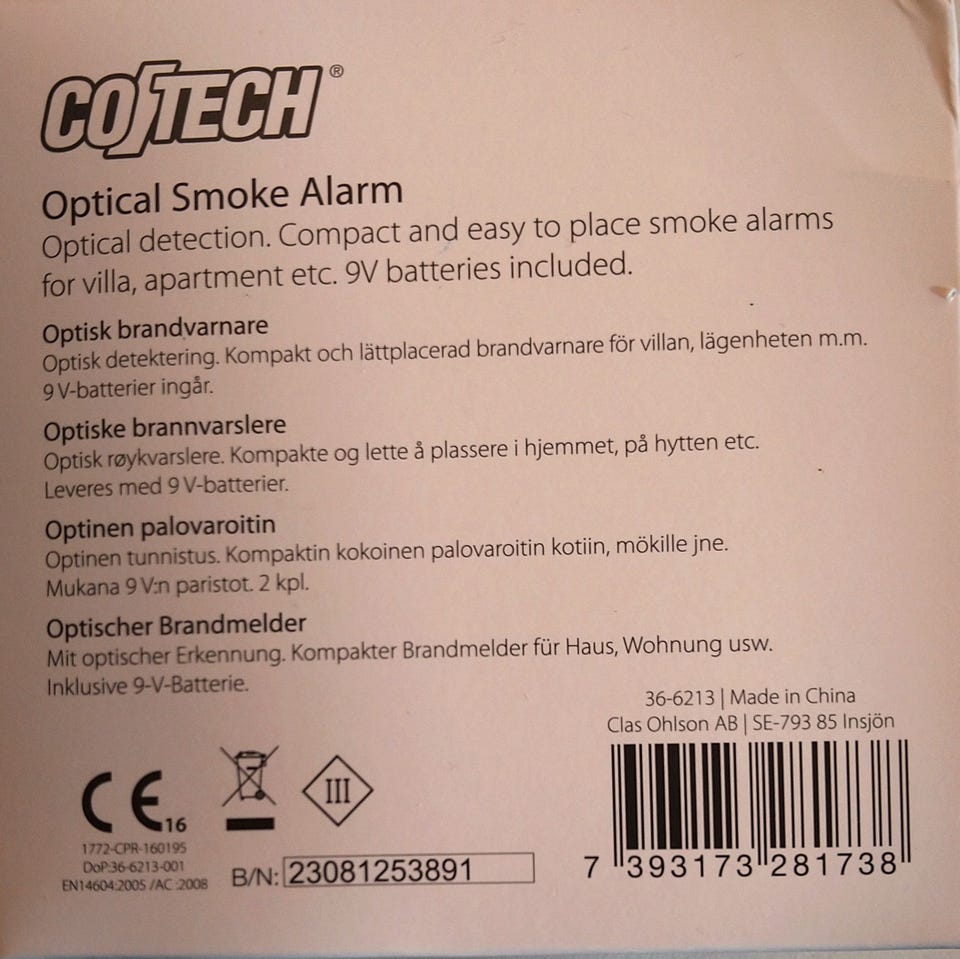 COTECH®
Optical Smoke Alarm
Optical detection. Compact and easy to place smoke alarms
for villa, apartment etc. 9V batteries included.
Optisk brandvarnare
Optisk detektering. Kompakt och lättplacerad brandvarnare för villan, lägenheten m.m.
9 V-batterier ingår.
Optiske brannvarslere
Optisk røykvarslere. Kompakte og lette å plassere i hjemmet, på hytten etc.
Leveres med 9 V-batterier.
Optinen palovaroitin
Optinen tunnistus. Kompaktin kokoinen palovaroitin kotiin, mökille jne.
Mukana 9 V:n paristot. 2 kpl.
Optischer Brandmelder
Mit optischer Erkennung. Kompakter Brandmelder für Haus, Wohnung usw.
Inklusive 9-V-Batterie.
36-6213 | Made in China
Clas Ohlson AB | SE-793 85 Insjön
CE 16
III
1772-CPR-160195
DoP:36-6213-001
EN14604:2005 /AC :2008
B/N: 23081253891
7 393173 281738